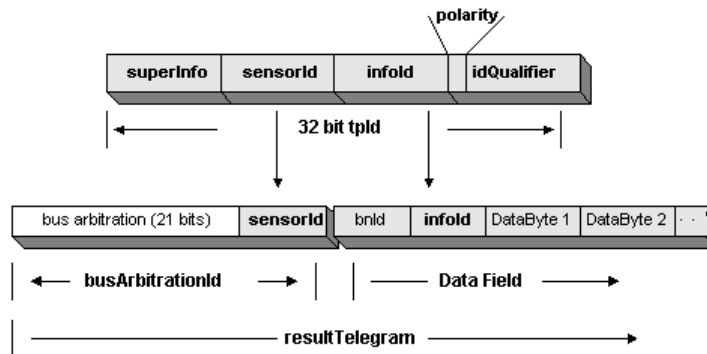 polarity
superInfo sensorId infoId idQualifier
32 bit tpId
bus arbitration (21 bits) sensorId bnId infoId DataByte 1 DataByte 2 . . .
busArbitrationId Data Field
resultTelegram